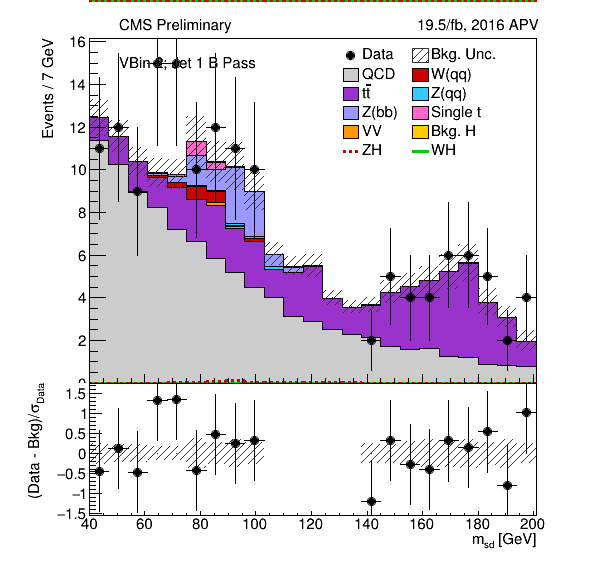 CMS Preliminary 19.5/fb, 2016 APV
VBin 2; Jet 1 B Pass
Data Bkg. Unc.
QCD W(qq)
tt̄ Z(qq)
Z(bb) Single t
VV Bkg. H
ZH WH
Events / 7 GeV
16
14
12
10
8
6
4
2
0
(Data - Bkg)/σData
1.5
1
0.5
0
−0.5
−1
−1.5
40 60 80 100 120 140 160 180 200
msd [GeV]